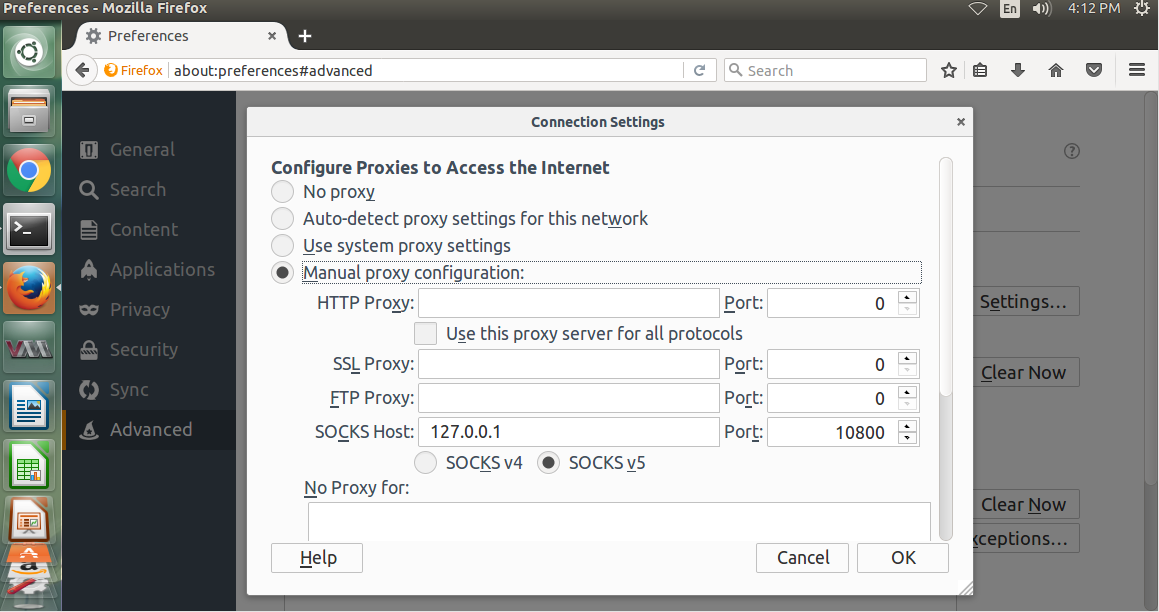 Preferences - Mozilla Firefox
En
4:12 PM
Preferences
Firefox
about:preferences#advanced
Search
General
Search
Content
Applications
Privacy
Security
Sync
Advanced
Connection Settings
Configure Proxies to Access the Internet
No proxy
Auto-detect proxy settings for this network
Use system proxy settings
Manual proxy configuration:
HTTP Proxy: Port: 0
Use this proxy server for all protocols
SSL Proxy: Port: 0
FTP Proxy: Port: 0
SOCKS Host: 127.0.0.1 Port: 10800
SOCKS v4 SOCKS v5
No Proxy for:
Help Cancel OK
Settings...
Clear Now
Clear Now
xceptions...